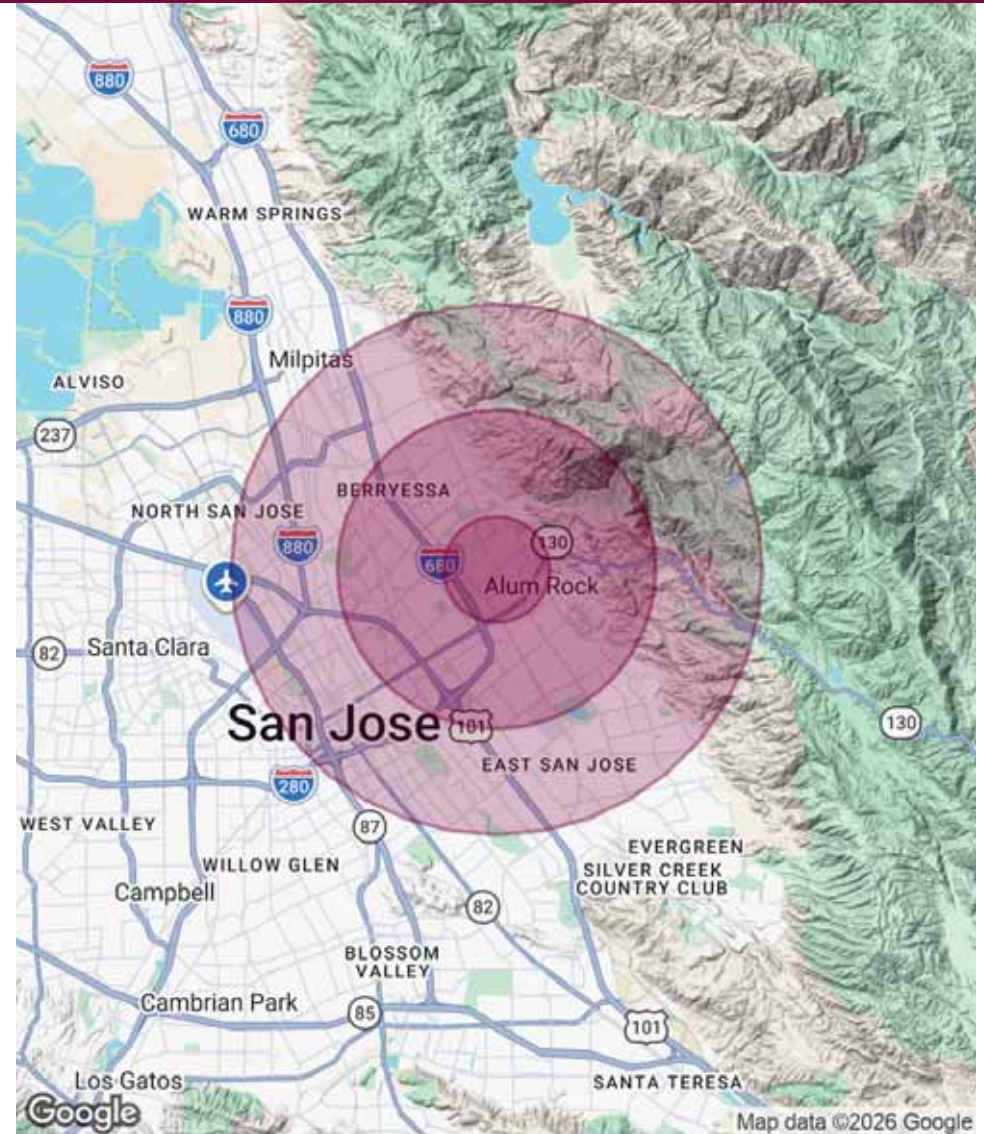 880
680
WARM SPRINGS
880
Milpitas
ALVISO
237
BERRYESSA
NORTH SAN JOSE
880
130
680
Alum Rock
82
Santa Clara
130
San Jose
101
EAST SAN JOSE
280
WEST VALLEY
87
EVERGREEN
WILLOW GLEN
SILVER CREEK
COUNTRY CLUB
Campbell
82
BLOSSOM
VALLEY
Cambrian Park
85
101
Los Gatos
SANTA TERESA
Google
Map data ©2026 Google